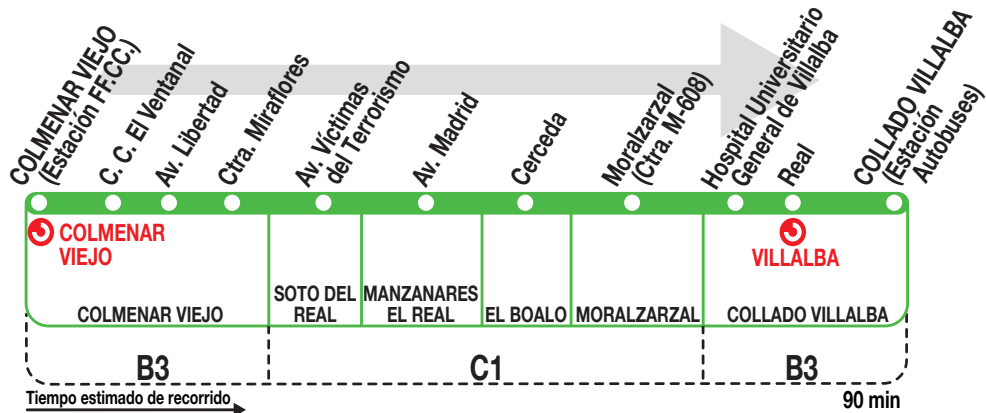 COLMENAR VIEJO
(Estación FF.CC.)
C. C. El Ventanal
Av. Libertad
Ctra. Miraflores
Av. Víctimas
del Terrorismo
Av. Madrid
Cerceda
Moralzarzal
(Ctra. M-608)
Hospital Universitario
General de Villalba
Real
COLLADO VILLALBA
(Estación
Autobuses)
COLMENAR
VIEJO
VILLALBA
COLMENAR VIEJO
SOTO DEL
REAL
MANZANARES
EL REAL
EL BOALO
MORALZARZAL
COLLADO VILLALBA
B3
C1
B3
Tiempo estimado de recorrido
90 min